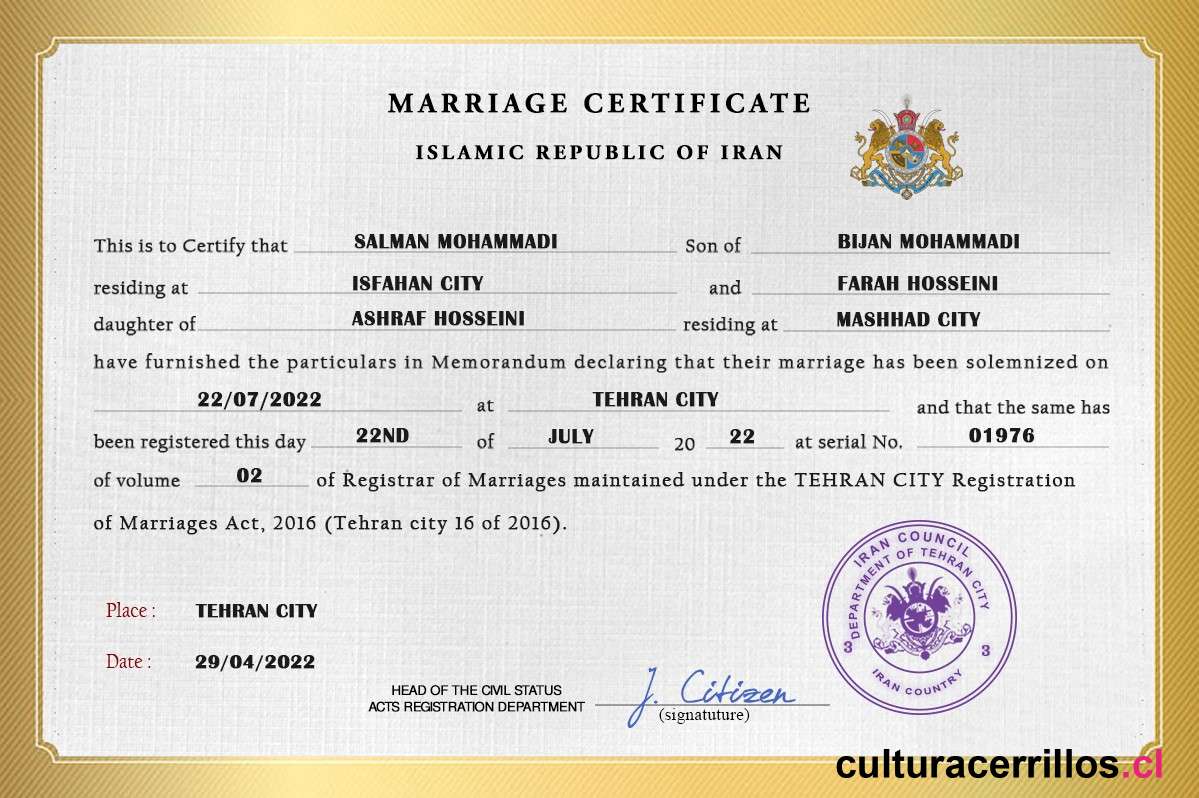 MARRIAGE CERTIFICATE
ISLAMIC REPUBLIC OF IRAN
This is to Certify that SALMAN MOHAMMADI Son of BIJAN MOHAMMADI
residing at ISFAHAN CITY and FARAH HOSSEINI
daughter of ASHRAF HOSSEINI residing at MASHHAD CITY
have furnished the particulars in Memorandum declaring that their marriage has been solemnized on
22/07/2022 at TEHRAN CITY and that the same has
been registered this day 22ND of JULY 20 22 at serial No. 01976
of volume 02 of Registrar of Marriages maintained under the TEHRAN CITY Registration
of Marriages Act, 2016 (Tehran city 16 of 2016).
IRAN COUNCIL
DEPARTMENT OF TEHRAN CITY
3 3
IRAN COUNTRY
Place : TEHRAN CITY
Date : 29/04/2022
HEAD OF THE CIVIL STATUS
ACTS REGISTRATION DEPARTMENT
J. Citizen
(signatuture)
culturacerrillos.cl